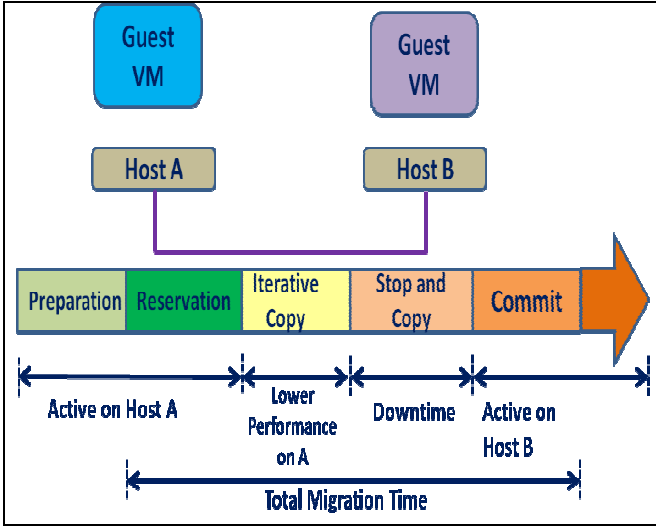 Guest
VM
Guest
VM
Host A
Host B
Preparation
Reservation
Iterative
Copy
Stop and
Copy
Commit
Active on Host A
Lower
Performance
on A
Downtime
Active on
Host B
Total Migration Time